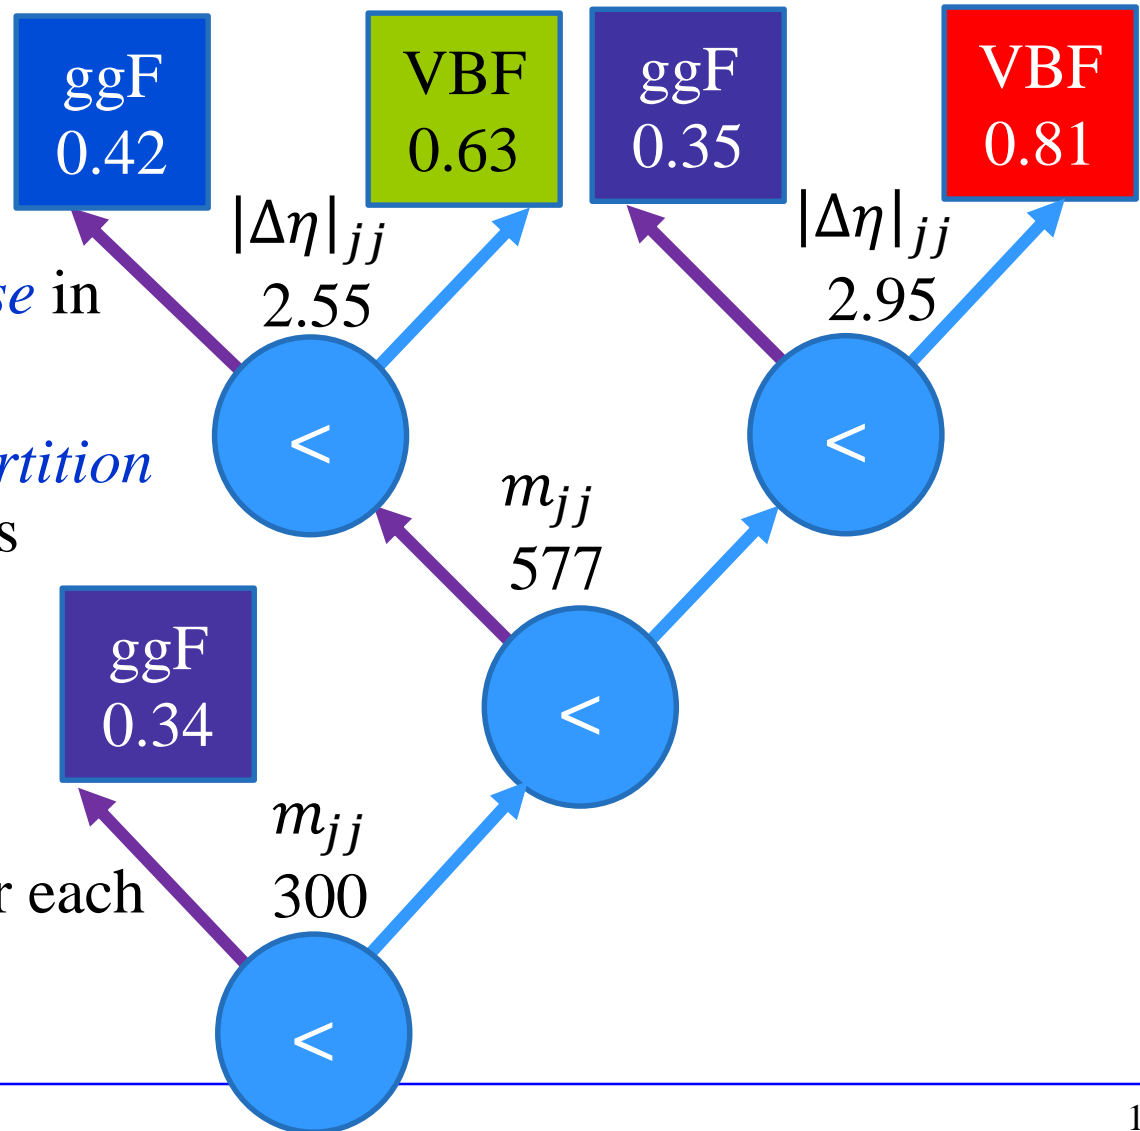 ggF
0.42
VBF
0.63
ggF
0.35
VBF
0.81
|Δη|jj
2.55
|Δη|jj
2.95
in
<
<
mjj
577
ggF
0.34
<
mjj
300
each
<